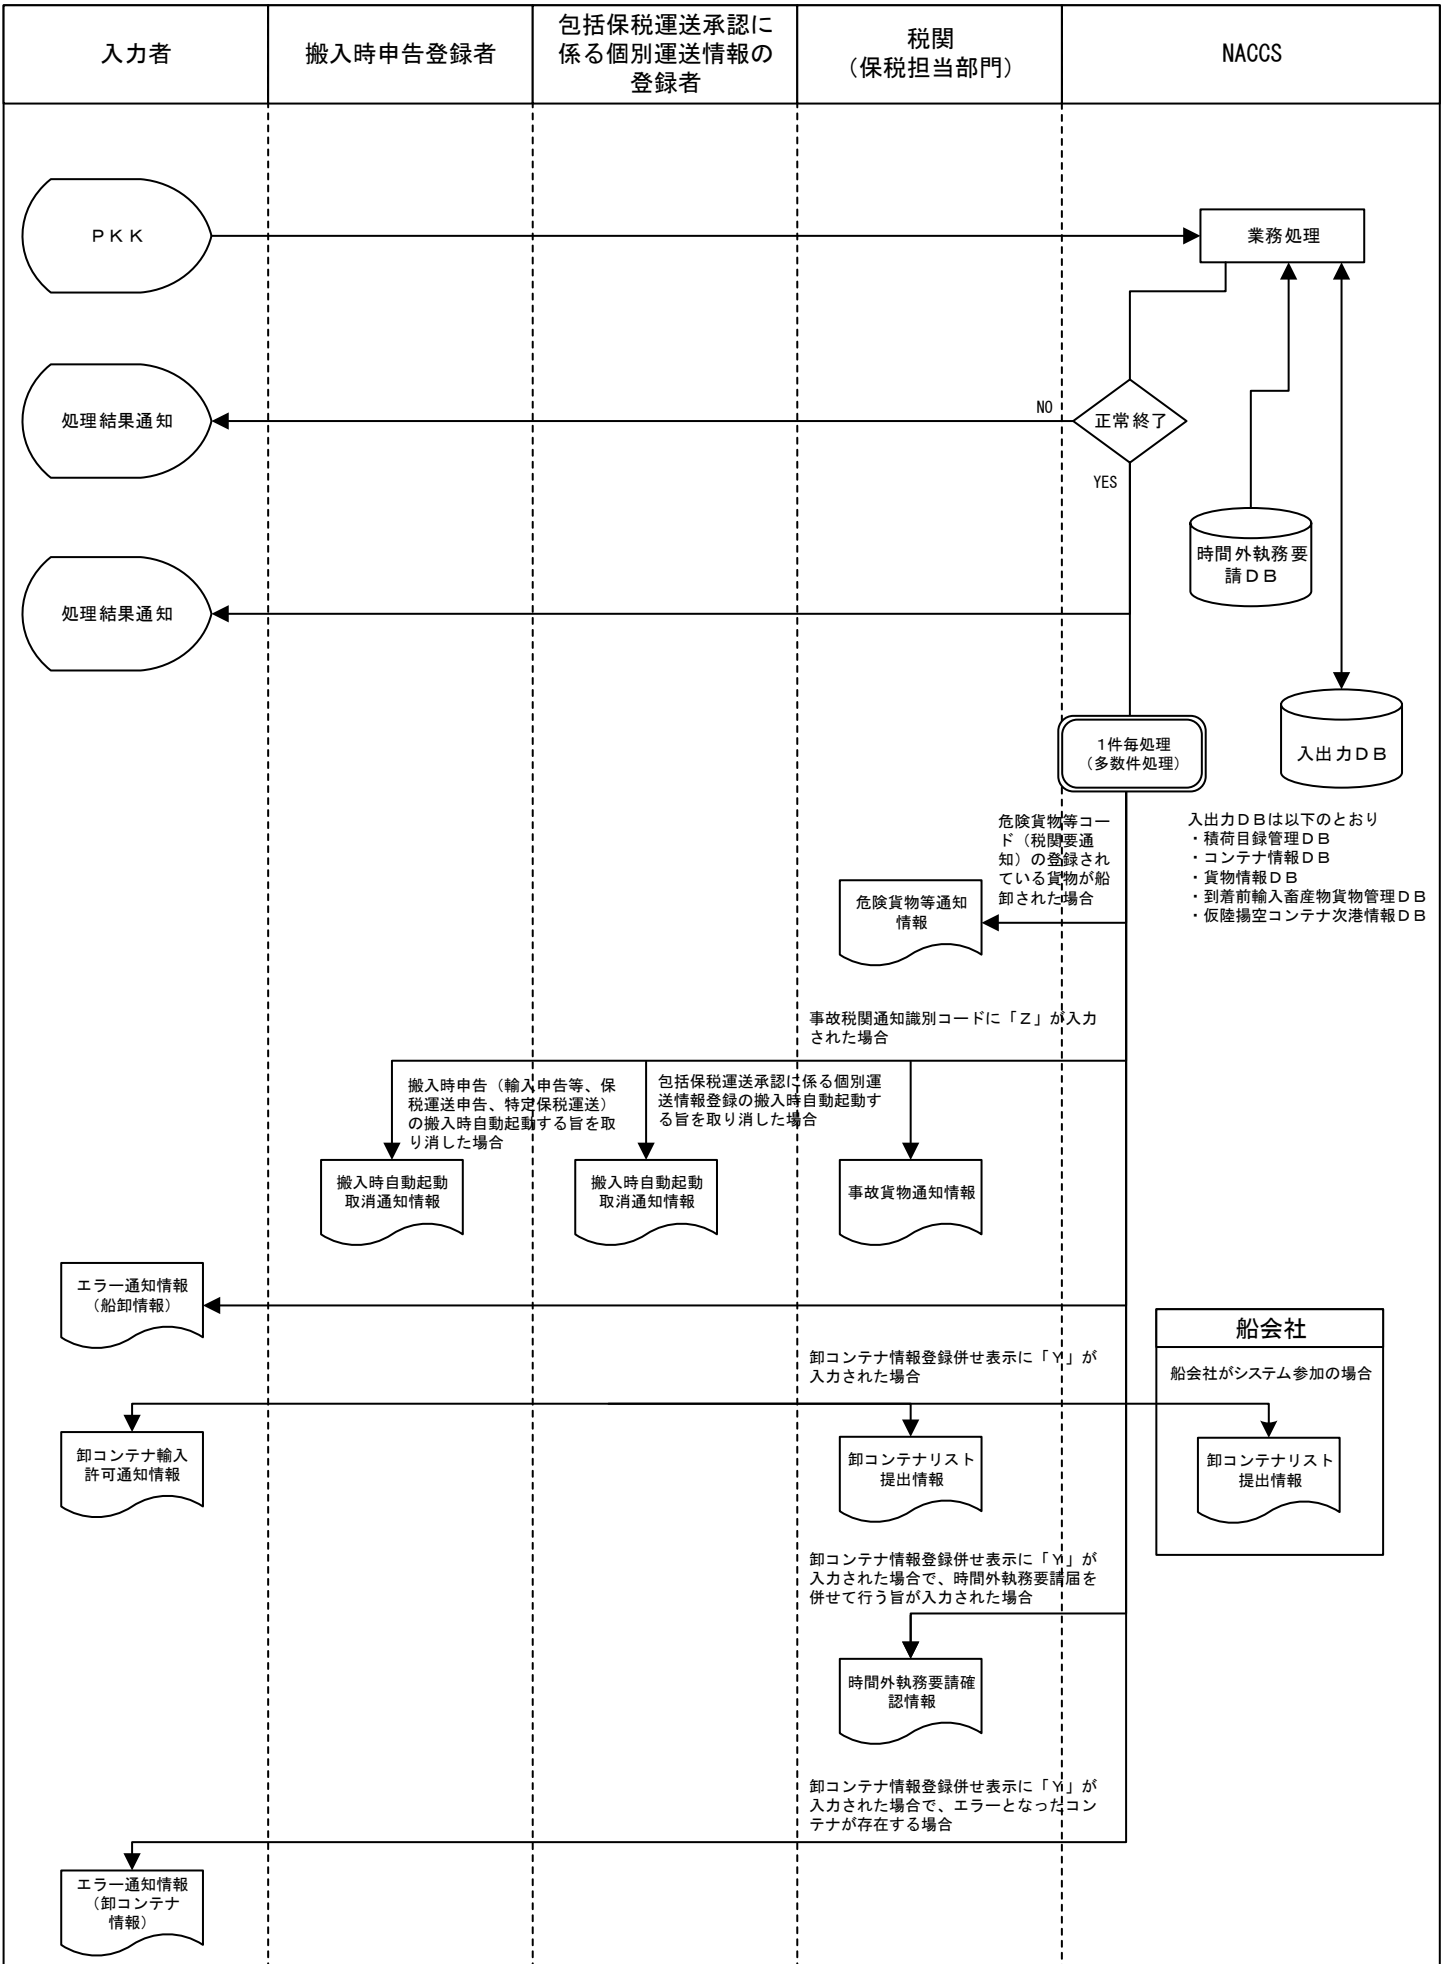 入力者
搬入時申告登録者
包括保税運送承認に
係る個別運送情報の
登録者
税関
（保税担当部門）
NACCS
ＰＫＫ
業務処理
処理結果通知
NO
正常終了
YES
時間外執務要
請ＤＢ
処理結果通知
1件毎処理
（多数件処理）
入出力ＤＢ
入出力ＤＢは以下のとおり
・積荷目録管理ＤＢ
・コンテナ情報ＤＢ
・貨物情報ＤＢ
・到着前輸入畜産物貨物管理ＤＢ
・仮陸揚空コンテナ次港情報ＤＢ
危険貨物等コー
ド（税関要通
知）の登録され
ている貨物が船
卸された場合
危険貨物等通知
情報
事故税関通知識別コードに「Ｚ」が入力
された場合
搬入時申告（輸入申告等、保
税運送申告、特定保税運送）
の搬入時自動起動する旨を取
り消した場合
包括保税運送承認に係る個別運
送情報登録の搬入時自動起動す
る旨を取り消した場合
搬入時自動起動
取消通知情報
搬入時自動起動
取消通知情報
事故貨物通知情報
エラー通知情報
（船卸情報）
船会社
船会社がシステム参加の場合
卸コンテナ情報登録併せ表示に「Ｙ」が
入力された場合
卸コンテナ輸入
許可通知情報
卸コンテナリスト
提出情報
卸コンテナリスト
提出情報
卸コンテナ情報登録併せ表示に「Ｙ」が
入力された場合で、時間外執務要請届を
併せて行う旨が入力された場合
時間外執務要請確
認情報
卸コンテナ情報登録併せ表示に「Ｙ」が
入力された場合で、エラーとなったコン
テナが存在する場合
エラー通知情報
（卸コンテナ
情報）